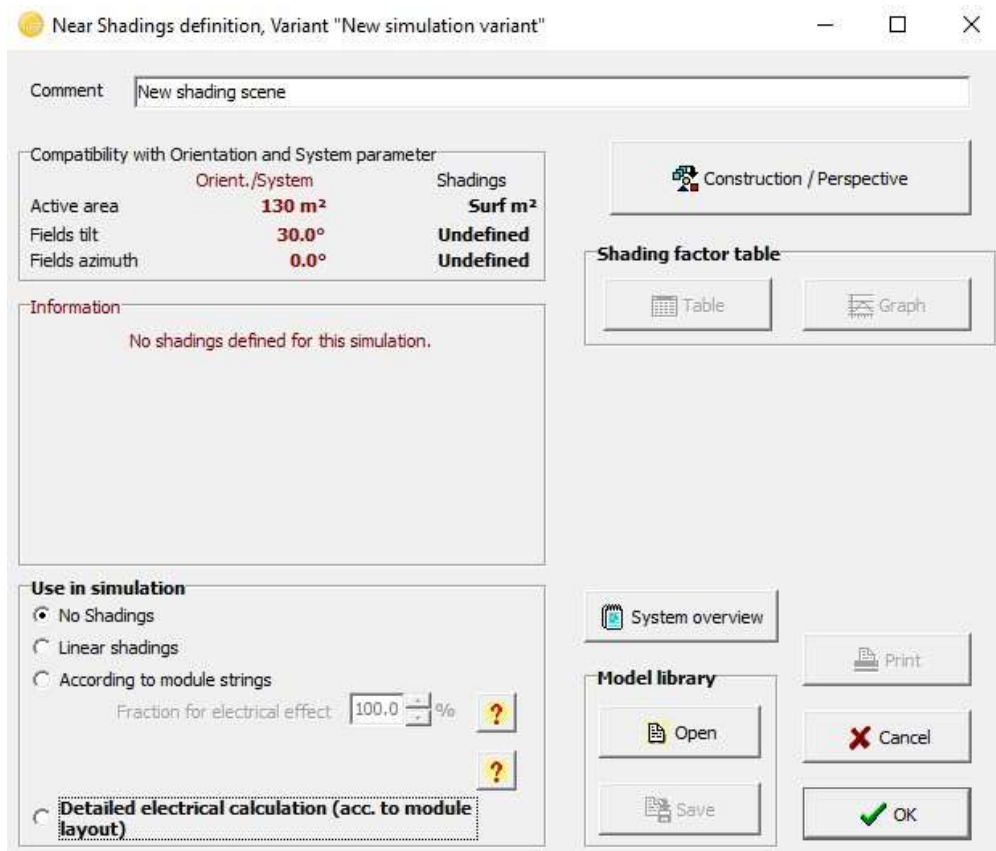 Near Shadings definition, Variant "New simulation variant"
Comment New shading scene
Compatibility with Orientation and System parameter
Orient./System Shadings
Active area 130 m² Surf m²
Fields tilt 30.0° Undefined
Fields azimuth 0.0° Undefined
Construction / Perspective
Shading factor table
Table Graph
Information
No shadings defined for this simulation.
Use in simulation
No Shadings
Linear shadings
According to module strings
Fraction for electrical effect 100.0 % ?
?
Detailed electrical calculation (acc. to module
layout)
System overview
Model library
Open
Save
Print
Cancel
OK